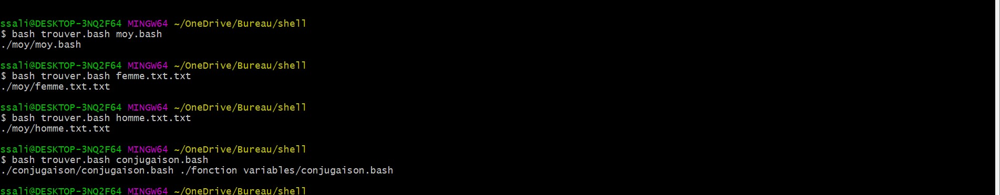 ssali@DESKTOP-3NQ2F64 MINGW64 ~/OneDrive/Bureau/shell
$ bash trouver.bash moy.bash
./moy/moy.bash
ssali@DESKTOP-3NQ2F64 MINGW64 ~/OneDrive/Bureau/shell
$ bash trouver.bash femme.txt.txt
./moy/femme.txt.txt
ssali@DESKTOP-3NQ2F64 MINGW64 ~/OneDrive/Bureau/shell
$ bash trouver.bash homme.txt.txt
./moy/homme.txt.txt
ssali@DESKTOP-3NQ2F64 MINGW64 ~/OneDrive/Bureau/shell
$ bash trouver.bash conjugaison.bash
./conjugaison/conjugaison.bash ./fonction variables/conjugaison.bash
ssali@DESKTOP-3NQ2F64 MINGW64 ~/OneDrive/Bureau/shell